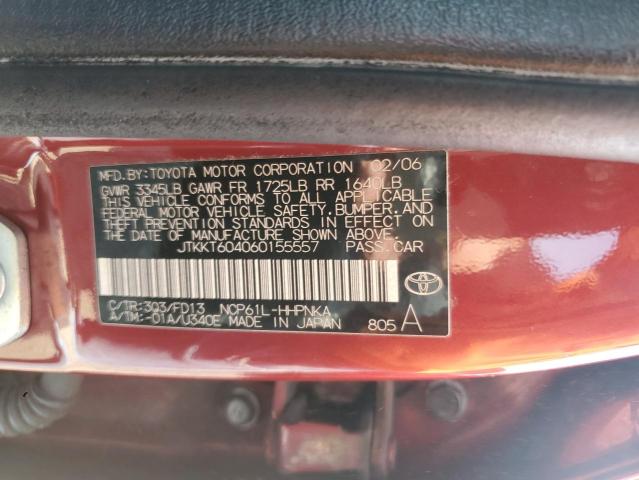 MFD.BY:TOYOTA MOTOR CORPORATION 02/06
GVWR 3345LB GAWR FR 1725LB RR 1640LB
THIS VEHICLE CONFORMS TO ALL APPLICABLE
FEDERAL MOTOR VEHICLE SAFETY, BUMPER, AND
THEFT PREVENTION STANDARDS IN EFFECT ON
THE DATE OF MANUFACTURE SHOWN ABOVE.
JTKKT604060155557 PASS.CAR
C/TR:3Q3/FD13 NCP61L-HHPNKA
A/TM:-01A/U340E MADE IN JAPAN 805 A